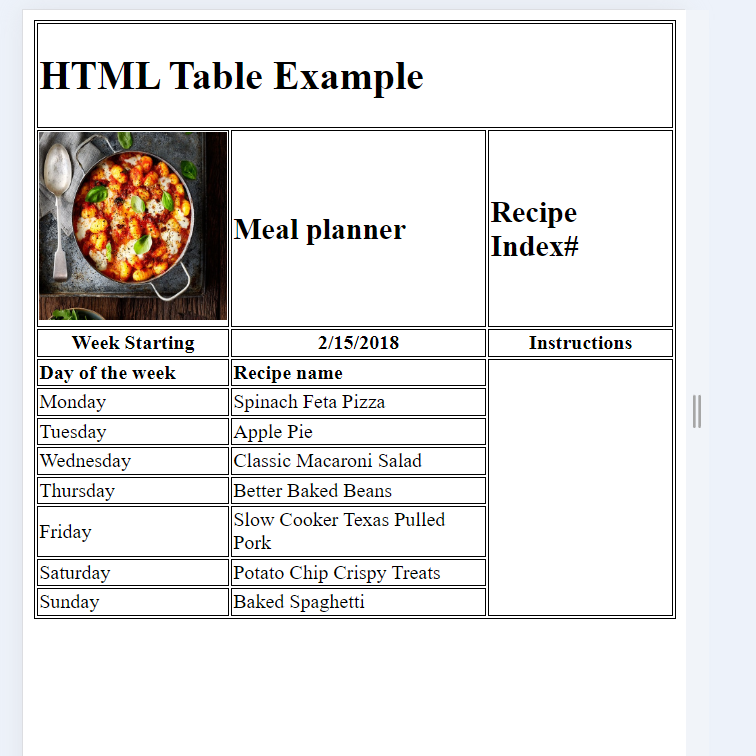 HTML Table Example
Meal planner
Recipe
Index#
Week Starting
2/15/2018
Instructions
Day of the week
Recipe name
Monday
Spinach Feta Pizza
Tuesday
Apple Pie
Wednesday
Classic Macaroni Salad
Thursday
Better Baked Beans
Friday
Slow Cooker Texas Pulled
Pork
Saturday
Potato Chip Crispy Treats
Sunday
Baked Spaghetti